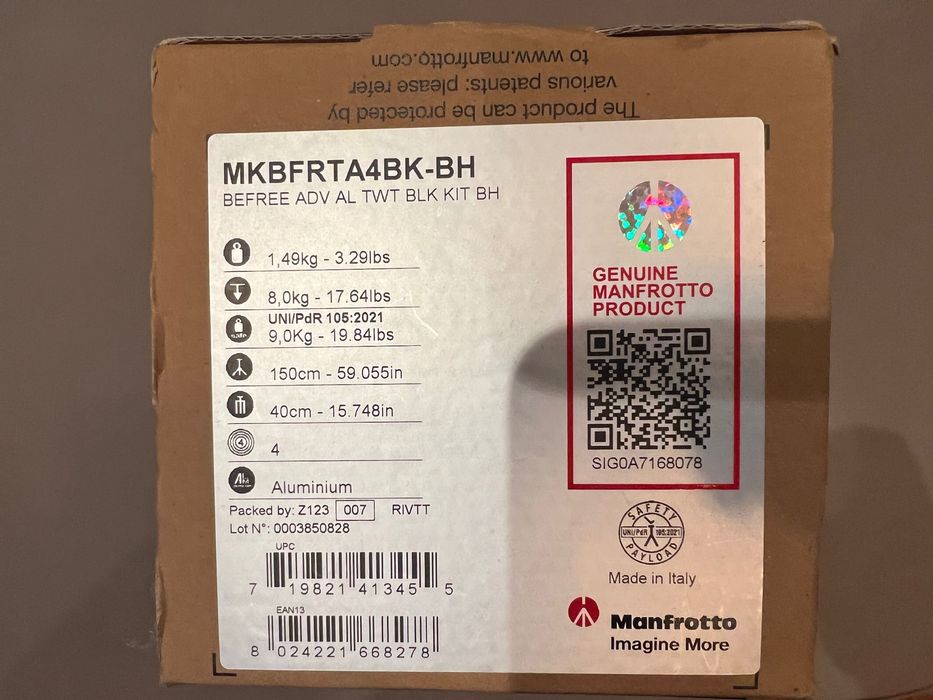 The product can be protected by
various patents: please refer
to www.manfrotto.com
MKBFRTA4BK-BH
BEFREE ADV AL TWT BLK KIT BH
1,49kg - 3.29lbs
8,0kg - 17.64lbs
UNI/PdR 105:2021
9,0Kg - 19.84lbs
150cm - 59.055in
40cm - 15.748in
4
4
Aluminium
Packed by: Z123 007 RIVTT
Lot N°: 0003850828
UPC
7 19821 41345 5
EAN13
8 024221 668278
GENUINE
MANFROTTO
PRODUCT
SIG0A7168078
SAFETY
UNI/PdR 105:2021
PAYLOAD
Made in Italy
Manfrotto
Imagine More